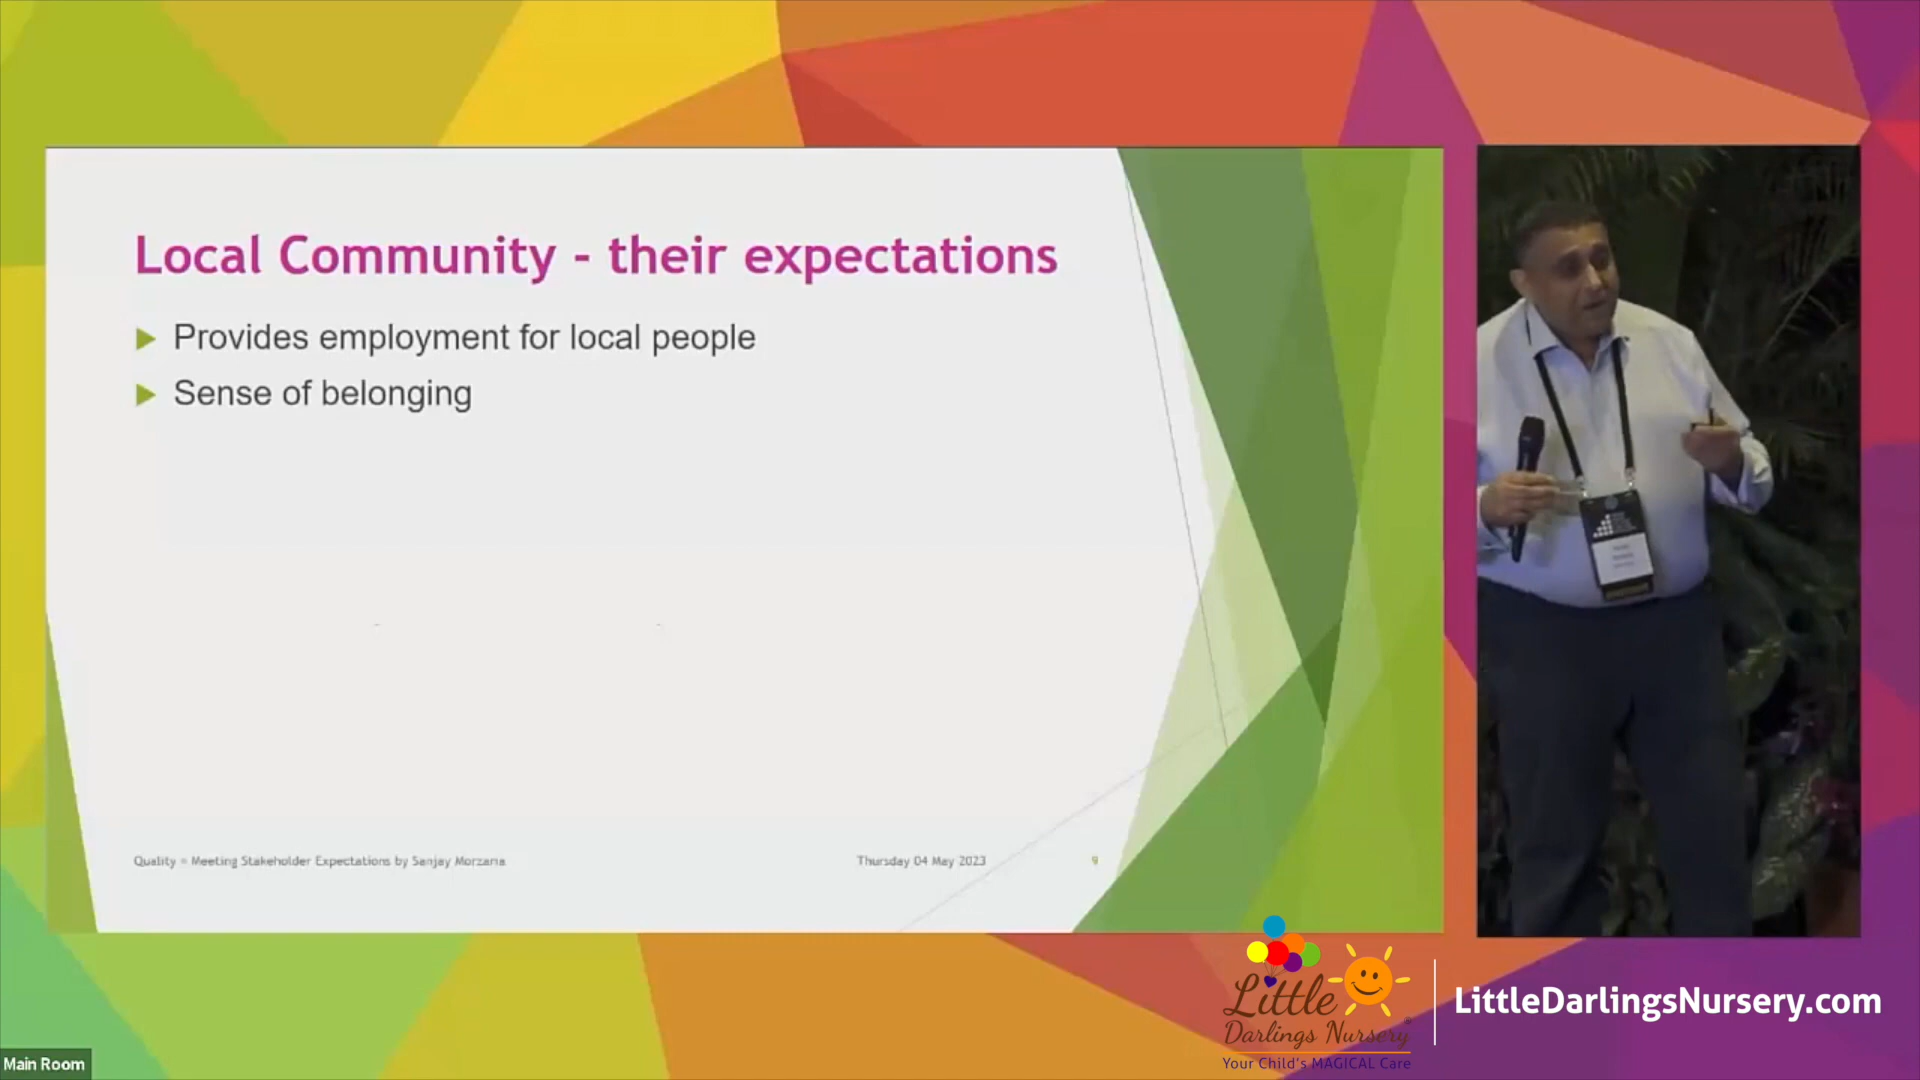 Local Community - their expectations
Provides employment for local people
Sense of belonging
Quality = Meeting Stakeholder Expectations by Sanjay Morzaria
Thursday 04 May 2023
9
Little
Darlings Nursery®
Your Child's MAGICAL Care
LittleDarlingsNursery.com
Main Room